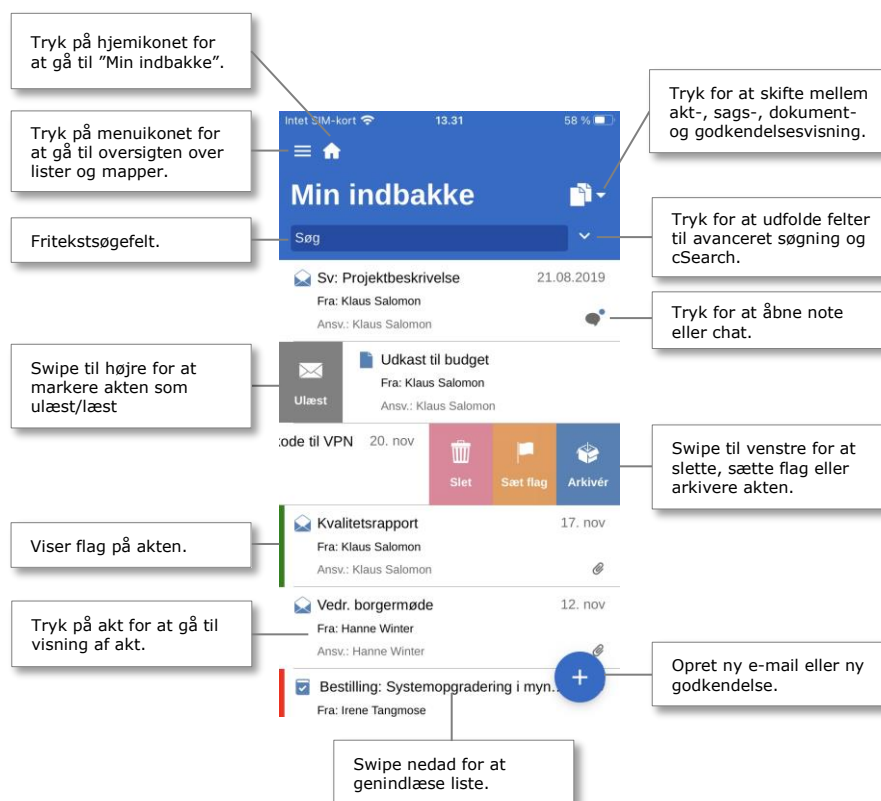 Tryk på hjemikonet for
at gå til ”Min indbakke”.
Tryk på menuikonet for
at gå til oversigten over
lister og mapper.
Fritekstsøgefelt.
Swipe til højre for at
markere akten som
ulæst/læst
Viser flag på akten.
Tryk på akt for at gå til
visning af akt.
Intet SIM-kort 13.31 58 %
Min indbakke
Søg
Sv: Projektbeskrivelse 21.08.2019
Fra: Klaus Salomon
Ansv.: Klaus Salomon
Udkast til budget
Fra: Klaus Salomon
Ulæst Ansv.: Klaus Salomon
ode til VPN 20. nov
Slet Sæt flag Arkivér
Kvalitetsrapport 17. nov
Fra: Klaus Salomon
Ansv.: Klaus Salomon
Vedr. borgermøde 12. nov
Fra: Hanne Winter
Ansv.: Hanne Winter
Bestilling: Systemopgradering i myn...
Fra: Irene Tangmose
Tryk for at skifte mellem
akt-, sags-, dokument-
og godkendelsesvisning.
Tryk for at udfolde felter
til avanceret søgning og
cSearch.
Tryk for at åbne note
eller chat.
Swipe til venstre for at
slette, sætte flag eller
arkivere akten.
Opret ny e-mail eller ny
godkendelse.
Swipe nedad for at
genindlæse liste.